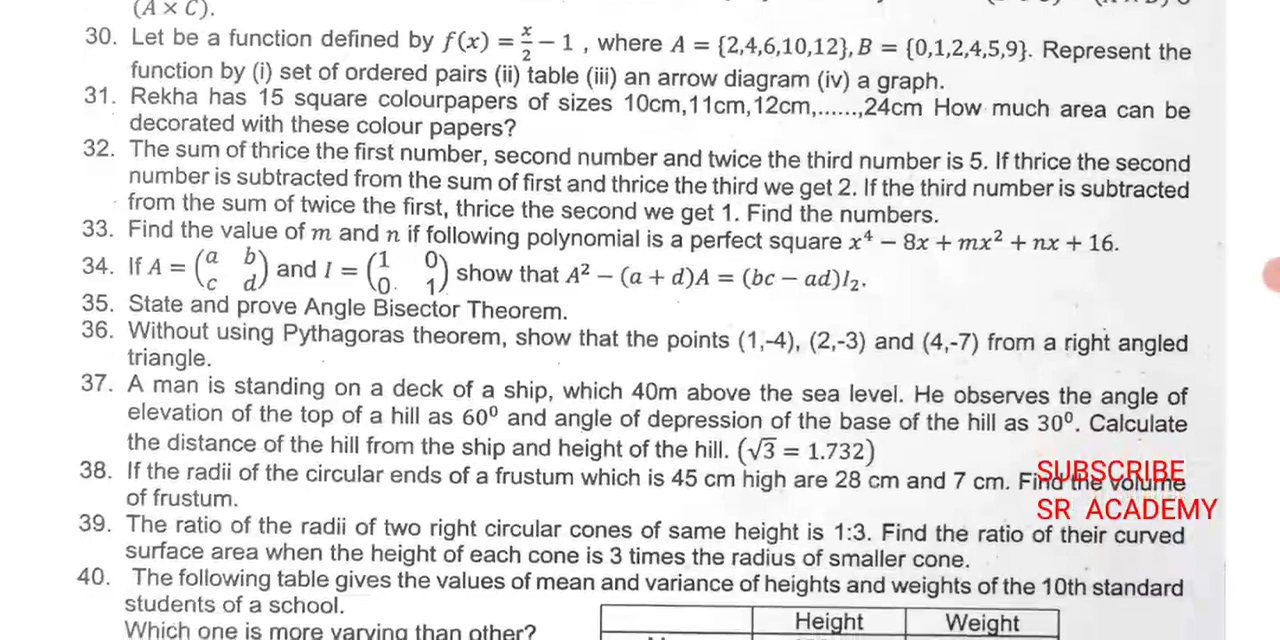 (A × C).
30. Let be a function defined by f(x) = x/2 − 1 , where A = {2,4,6,10,12}, B = {0,1,2,4,5,9}. Represent the
function by (i) set of ordered pairs (ii) table (iii) an arrow diagram (iv) a graph.
31. Rekha has 15 square colourpapers of sizes 10cm,11cm,12cm,......,24cm How much area can be
decorated with these colour papers?
32. The sum of thrice the first number, second number and twice the third number is 5. If thrice the second
number is subtracted from the sum of first and thrice the third we get 2. If the third number is subtracted
from the sum of twice the first, thrice the second we get 1. Find the numbers.
33. Find the value of m and n if following polynomial is a perfect square x⁴ − 8x + mx² + nx + 16.
34. If A = (a b
c d) and I = (1 0
0 1) show that A² − (a + d)A = (bc − ad)I₂.
35. State and prove Angle Bisector Theorem.
36. Without using Pythagoras theorem, show that the points (1,-4), (2,-3) and (4,-7) from a right angled
triangle.
37. A man is standing on a deck of a ship, which 40m above the sea level. He observes the angle of
elevation of the top of a hill as 60⁰ and angle of depression of the base of the hill as 30⁰. Calculate
the distance of the hill from the ship and height of the hill. (√3 = 1.732)
38. If the radii of the circular ends of a frustum which is 45 cm high are 28 cm and 7 cm. Find the volume
of frustum.
SUBSCRIBE
SR ACADEMY
39. The ratio of the radii of two right circular cones of same height is 1:3. Find the ratio of their curved
surface area when the height of each cone is 3 times the radius of smaller cone.
40. The following table gives the values of mean and variance of heights and weights of the 10th standard
students of a school.
Height Weight
Which one is more varying than other?